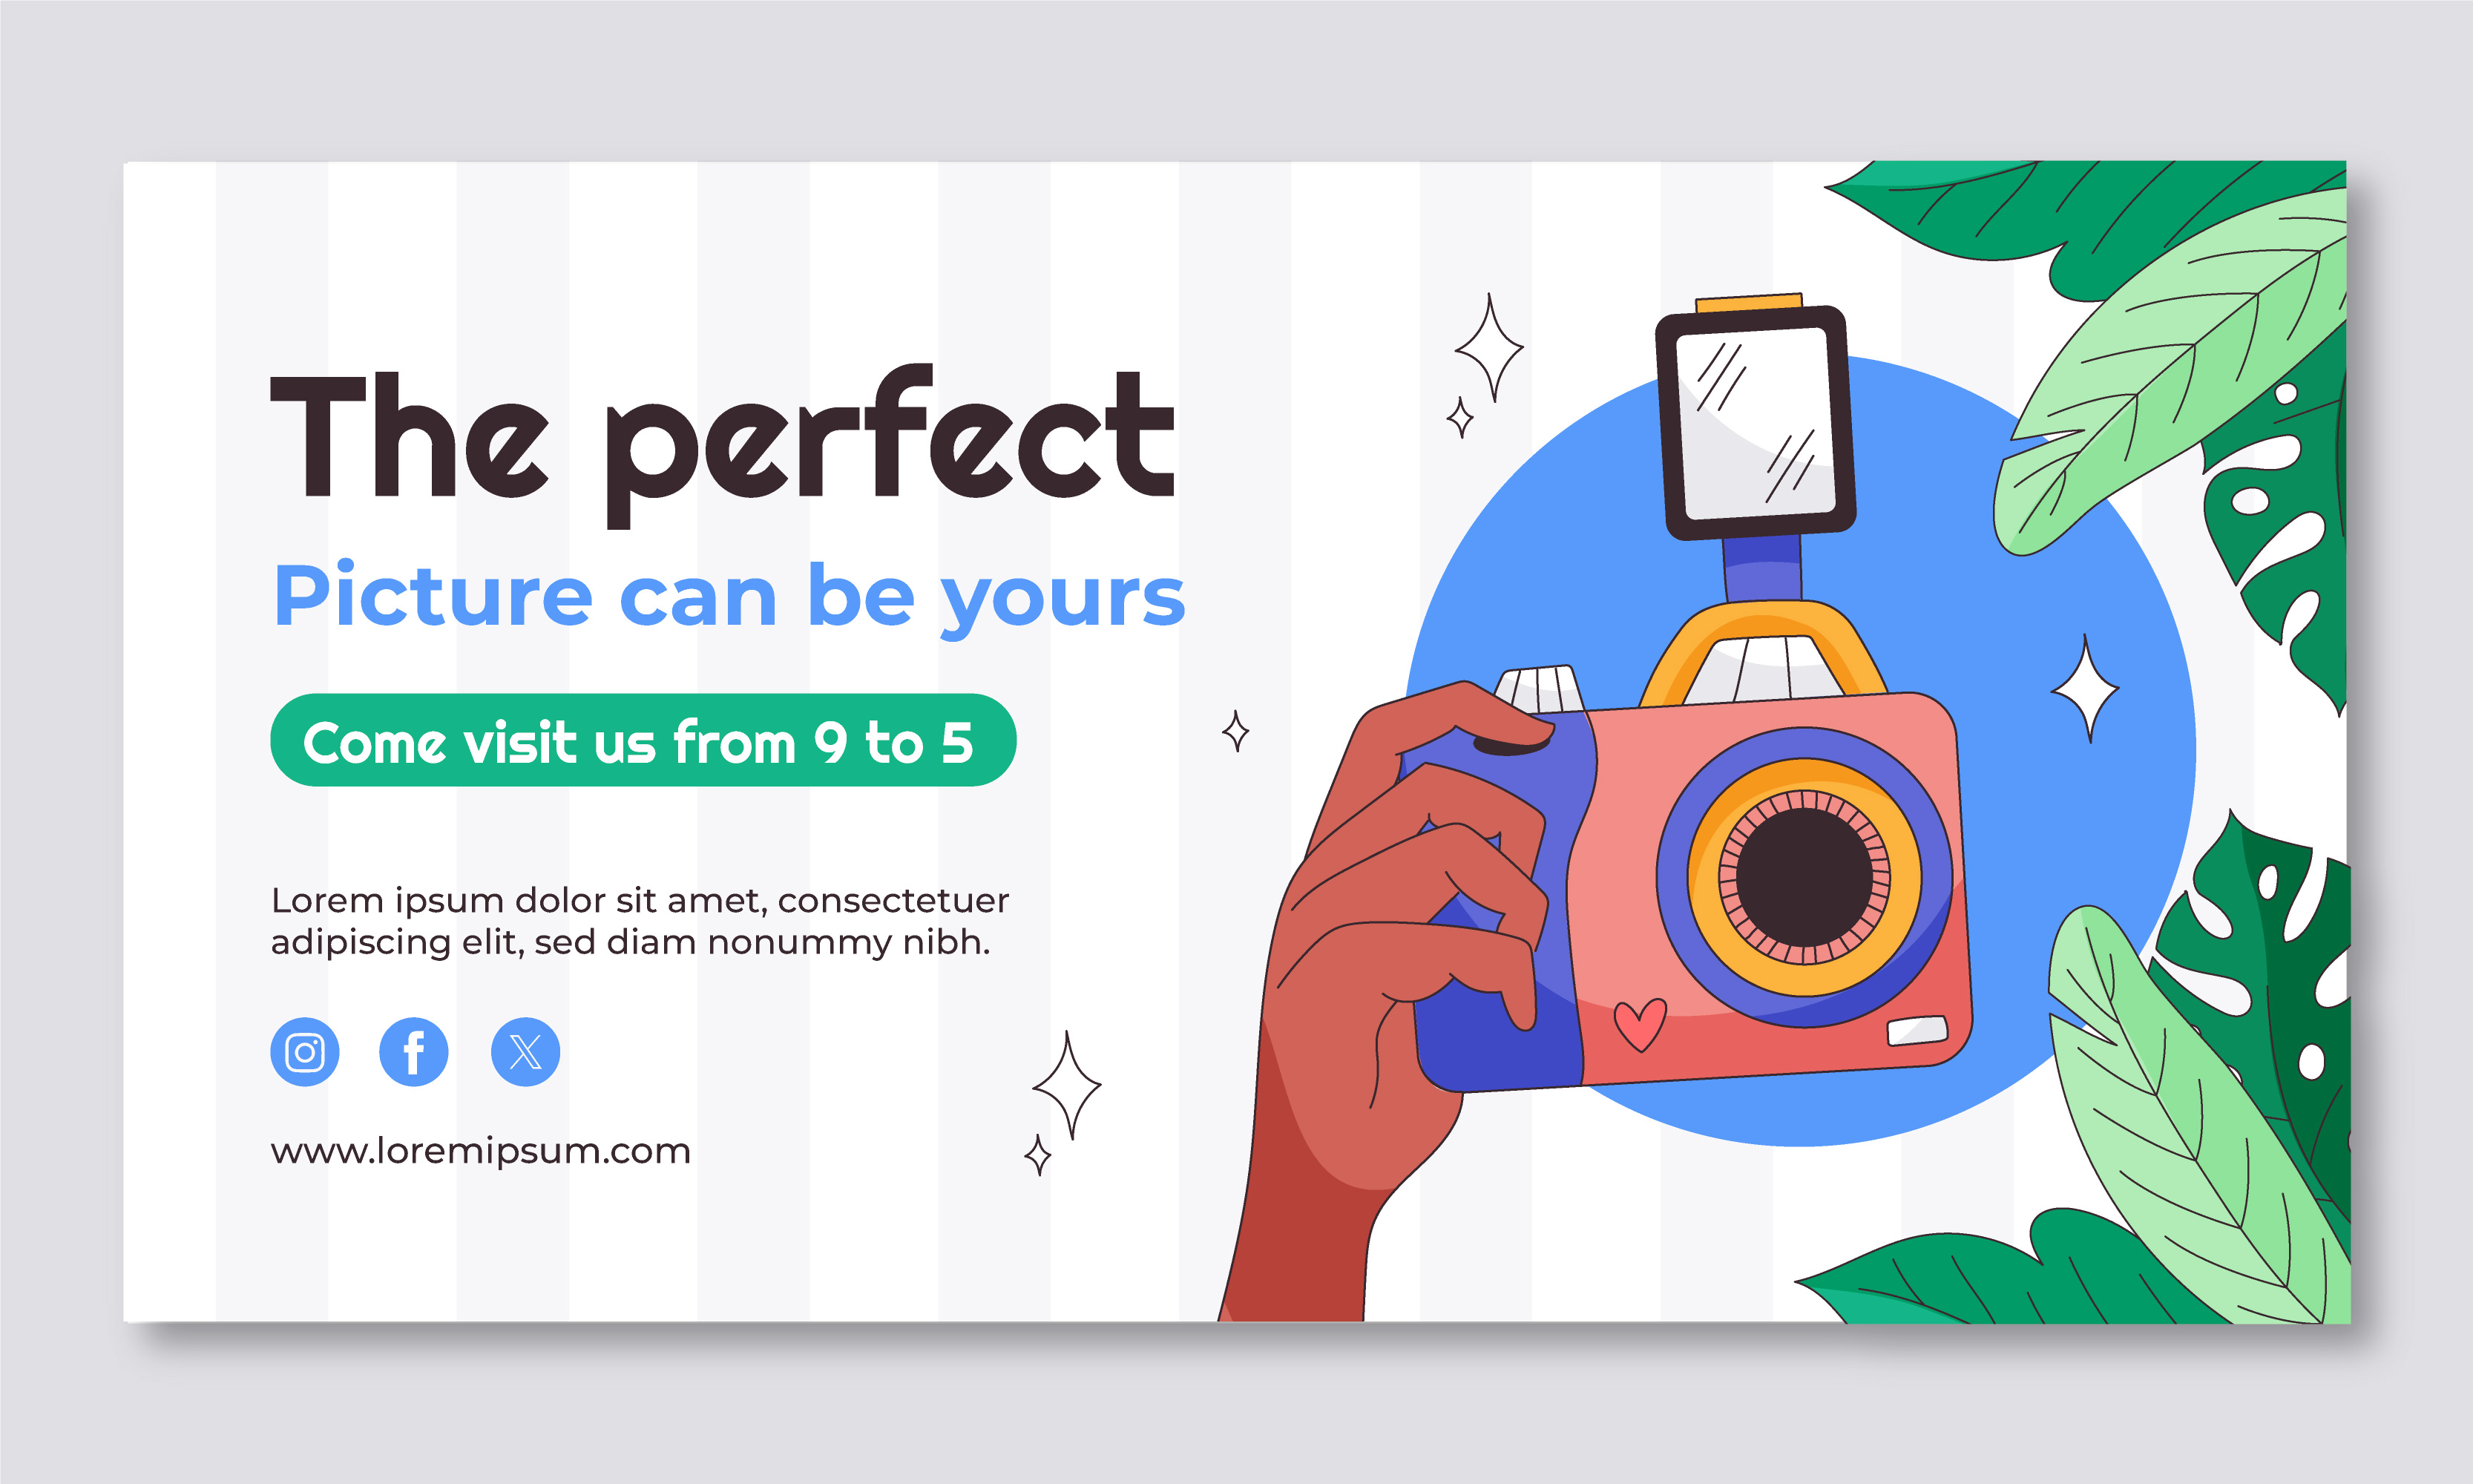 The perfect
Picture can be yours
Come visit us from 9 to 5
Lorem ipsum dolor sit amet, consectetuer
adipiscing elit, sed diam nonummy nibh.
www.loremipsum.com